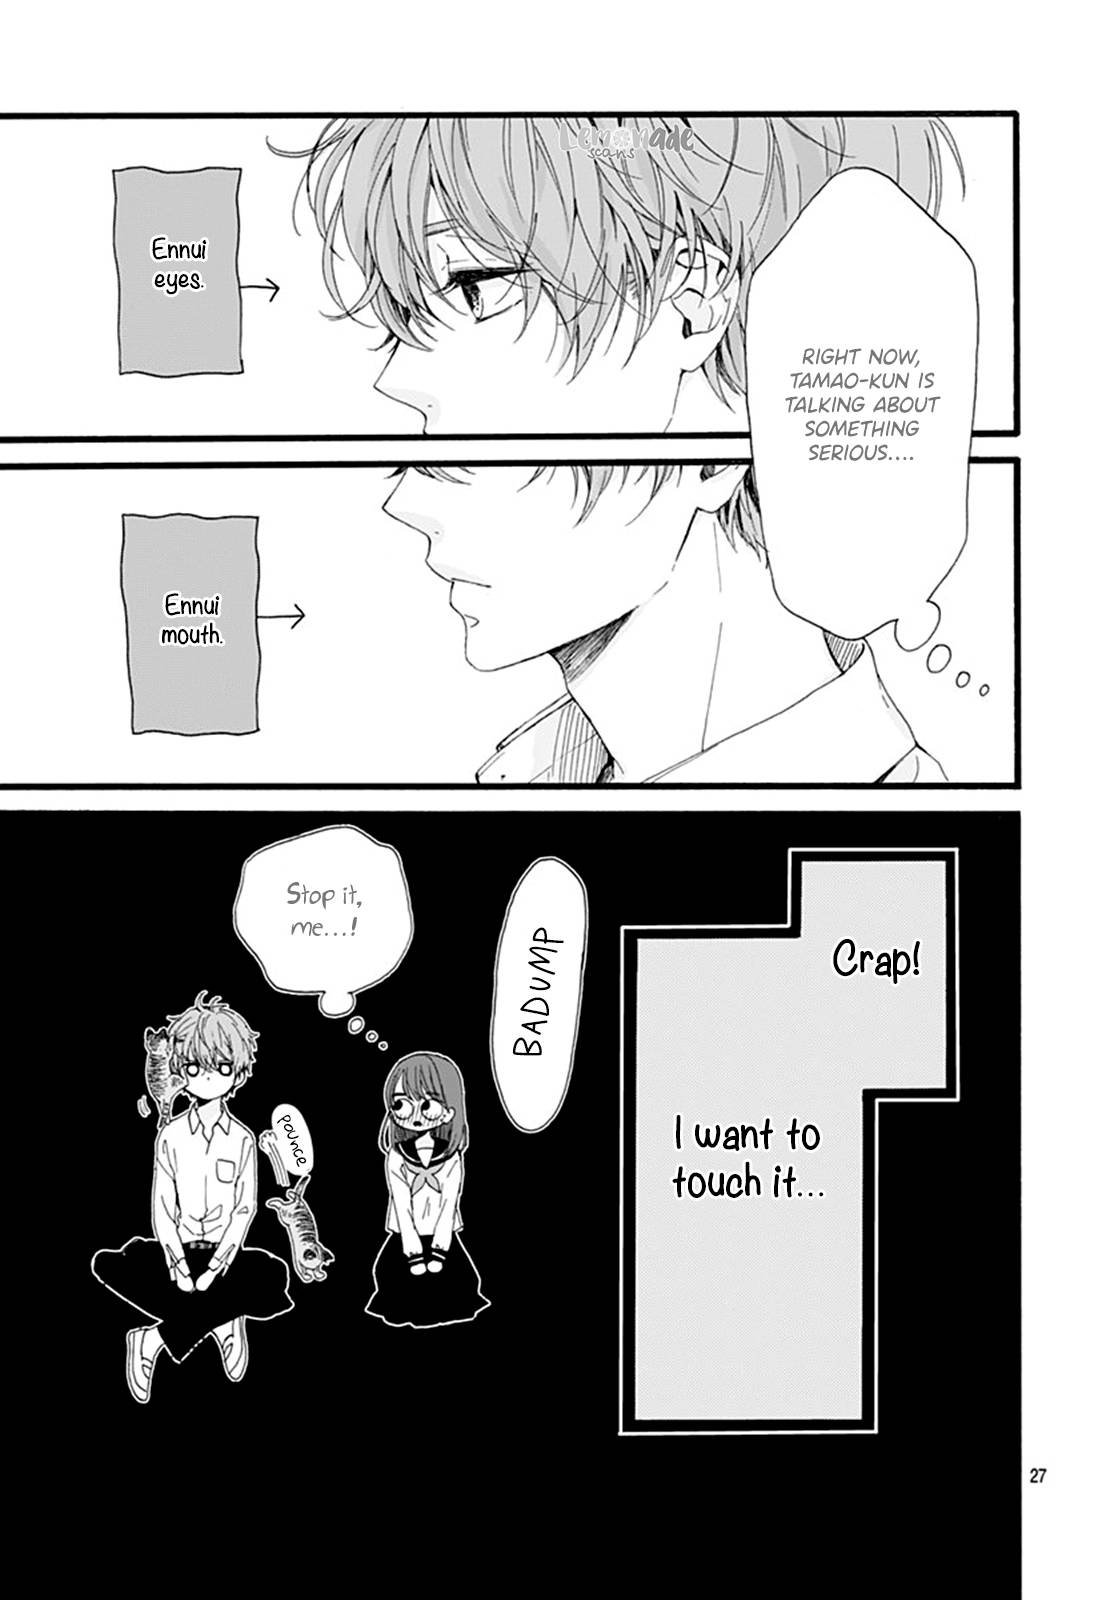 Lemonade
scans
RIGHT NOW,
TAMAO-KUN IS
TALKING ABOUT
SOMETHING
SERIOUS....
Ennui
eyes.
Ennui
mouth.
Crap!
I want to
touch it...
BADUMP
Stop it,
me...!
pounce
27